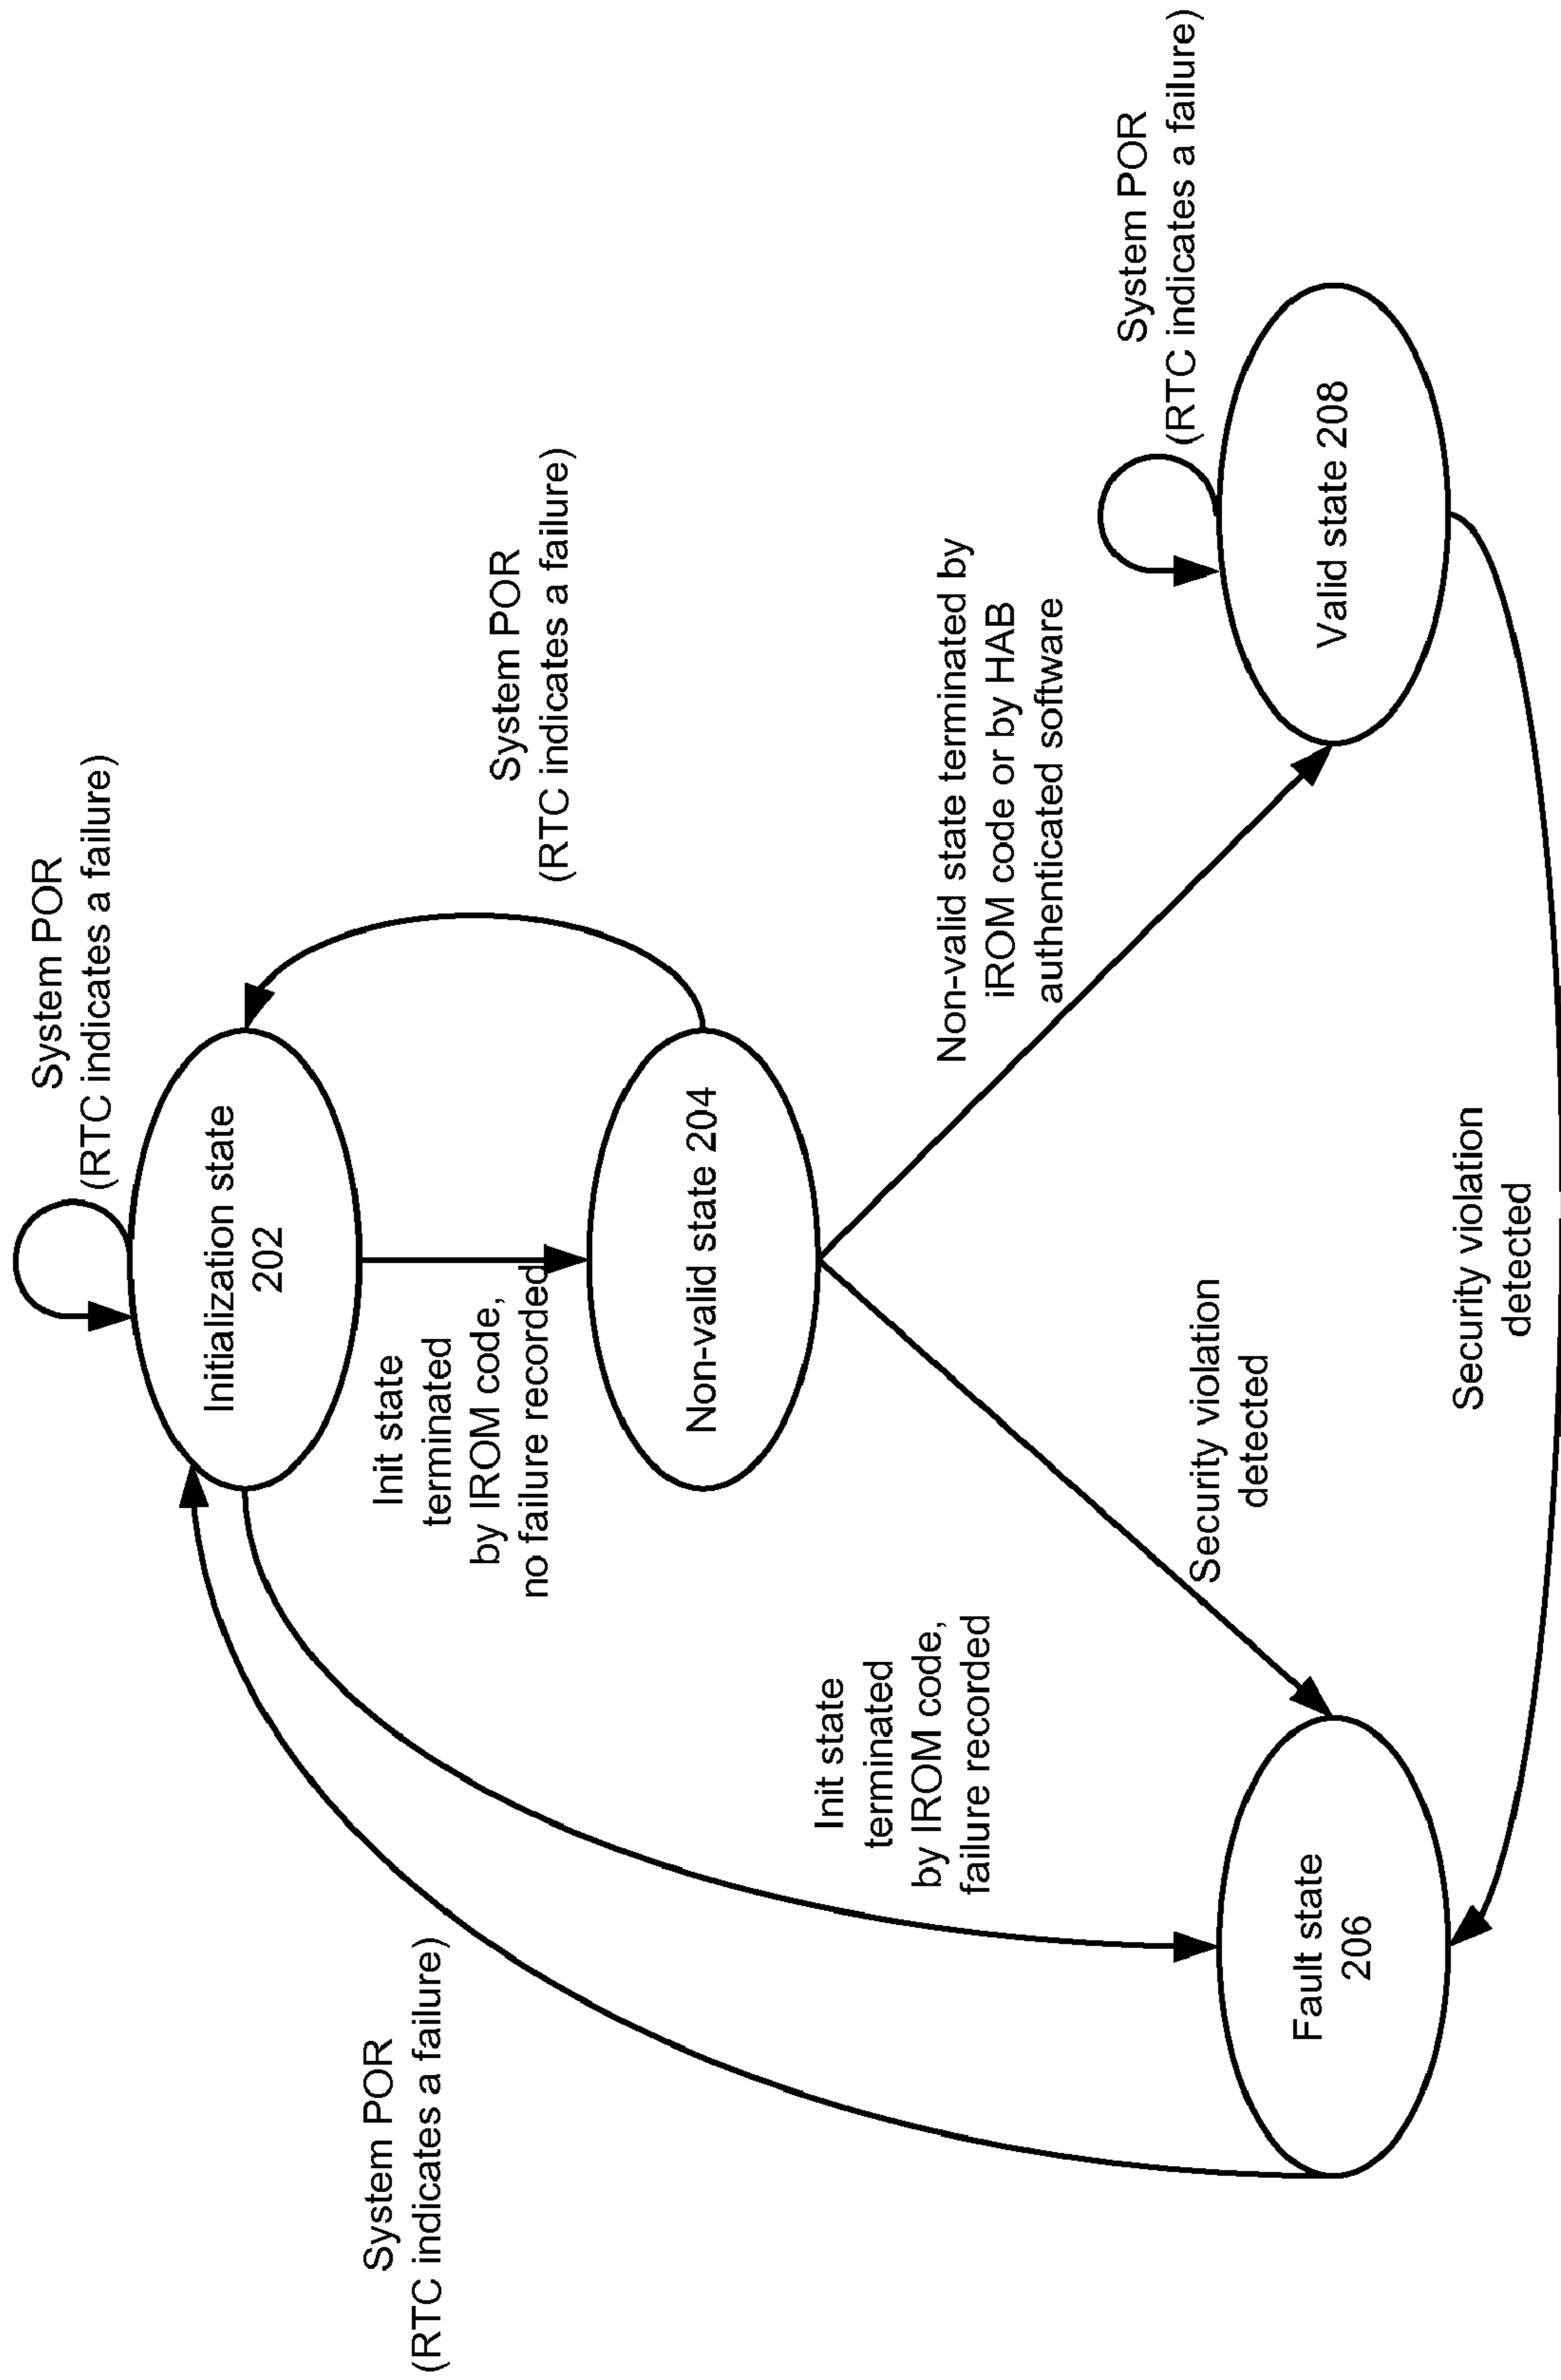 System POR
(RTC indicates a failure)
Initialization state
202
System POR
(RTC indicates a failure)
Init state
terminated
by IROM code,
no failure recorded
System POR
(RTC indicates a failure)
Non-valid state 204
Init state
terminated
by IROM code,
failure recorded
Non-valid state terminated by
iROM code or by HAB
authenticated software
System POR
(RTC indicates a failure)
Security violation
detected
Fault state
206
Valid state 208
Security violation
detected